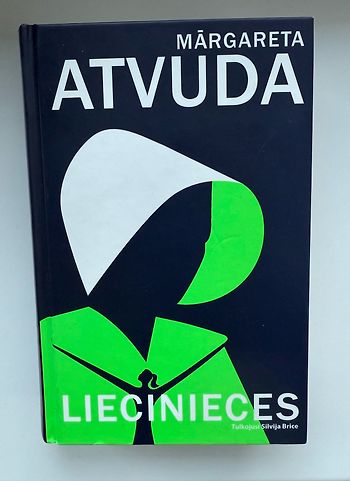 MĀRGARETA
ATVUDA
LIECINIECES
Tulkojusi Silvija Brice